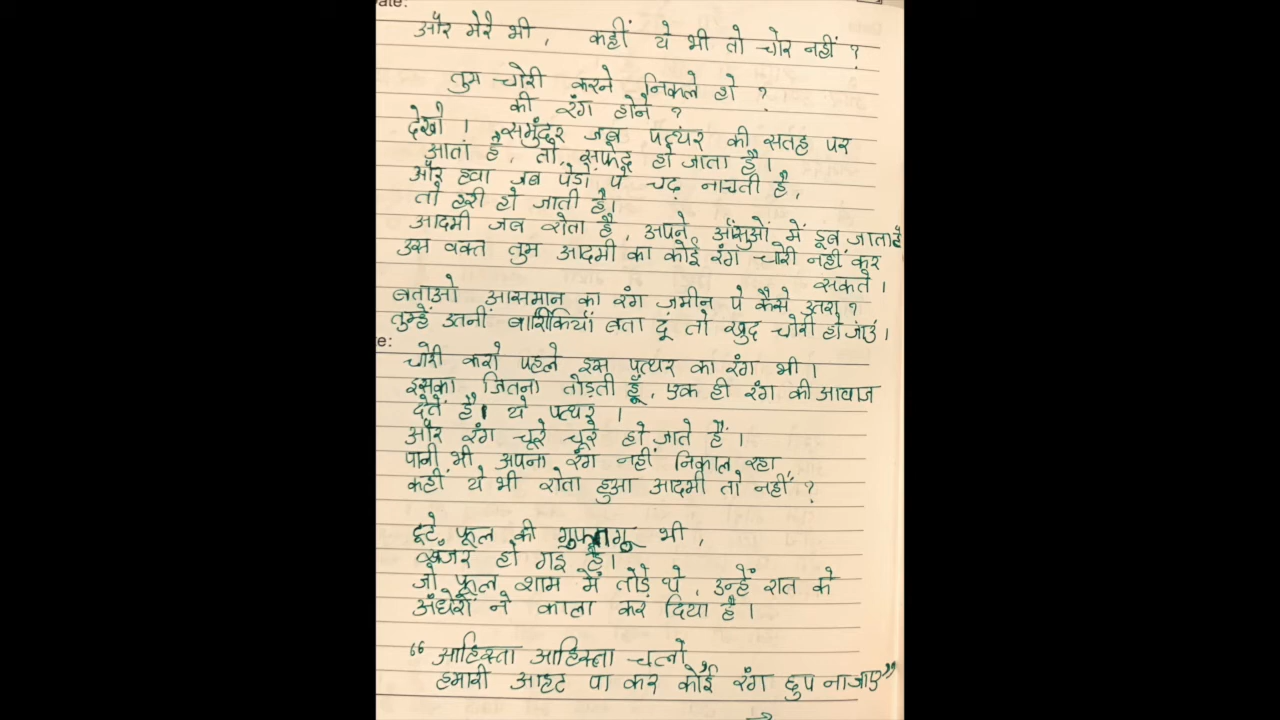 ate:
और मेरे भी, कहीं ये भी तो चोर नहीं?
तुम चोरी करने निकले हो?
की रंग होने?
देखो। समुंदर जब पत्थर की सतह पर
आता है, तो, सफ़ेद हो जाता है।
और हवा जब पेड़ों पे चढ़ नाचती है,
तो हरी हो जाती है।
आदमी जब रोता है, अपने आँसुओं में डूब जाता है
उस वक्त तुम आदमी का कोई रंग चोरी नहीं कर
सकते।
बताओ आसमान का रंग ज़मीन पे कैसे उतरा?
तुम्हें उतनी बारिकियाँ बता दूं तो खुद चोरी हो जाउं।
te:
चोरी करो पहले इस पत्थर का रंग भी।
इसका जितना तोड़ती हूँ, एक ही रंग की आवाज
देते है। ये पत्थर।
और रंग चूरे चूरे हो जाते हैं।
पानी भी अपना रंग नहीं निकाल रहा,
कहीं ये भी रोता हुआ आदमी तो नहीं?
टूटे फूल की गुफ्तगू भी,
हो गई है।
जो फूल शाम में तोड़े थे, उन्हें रात के
अंधेरों ने काला कर दिया है।
"आहिस्ता आहिस्ता चलो
हमारी आहट पा कर कोई रंग छुप ना जाए"